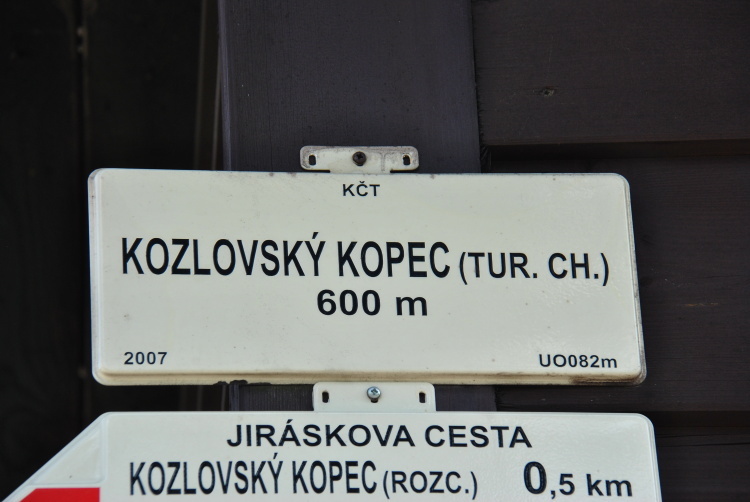 KČT
KOZLOVSKÝ KOPEC (TUR. CH.)
600 m
2007 UO082m
JIRÁSKOVA CESTA
KOZLOVSKÝ KOPEC (ROZC.) 0,5 km